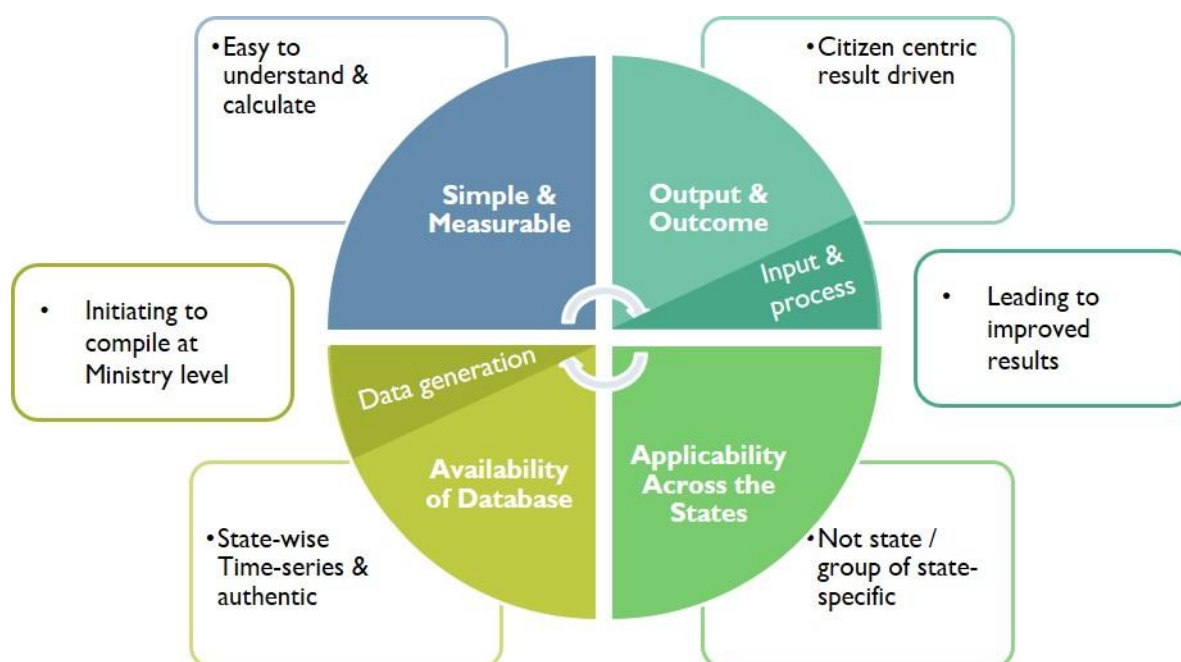 •Easy to
understand &
calculate
•Citizen centric
result driven
Simple &
Measurable
Output &
Outcome
Input &
process
• Initiating to
compile at
Ministry level
• Leading to
improved
results
Data generation
Availability
of Database
Applicability
Across the
States
•State-wise
Time-series &
authentic
•Not state /
group of state-
specific